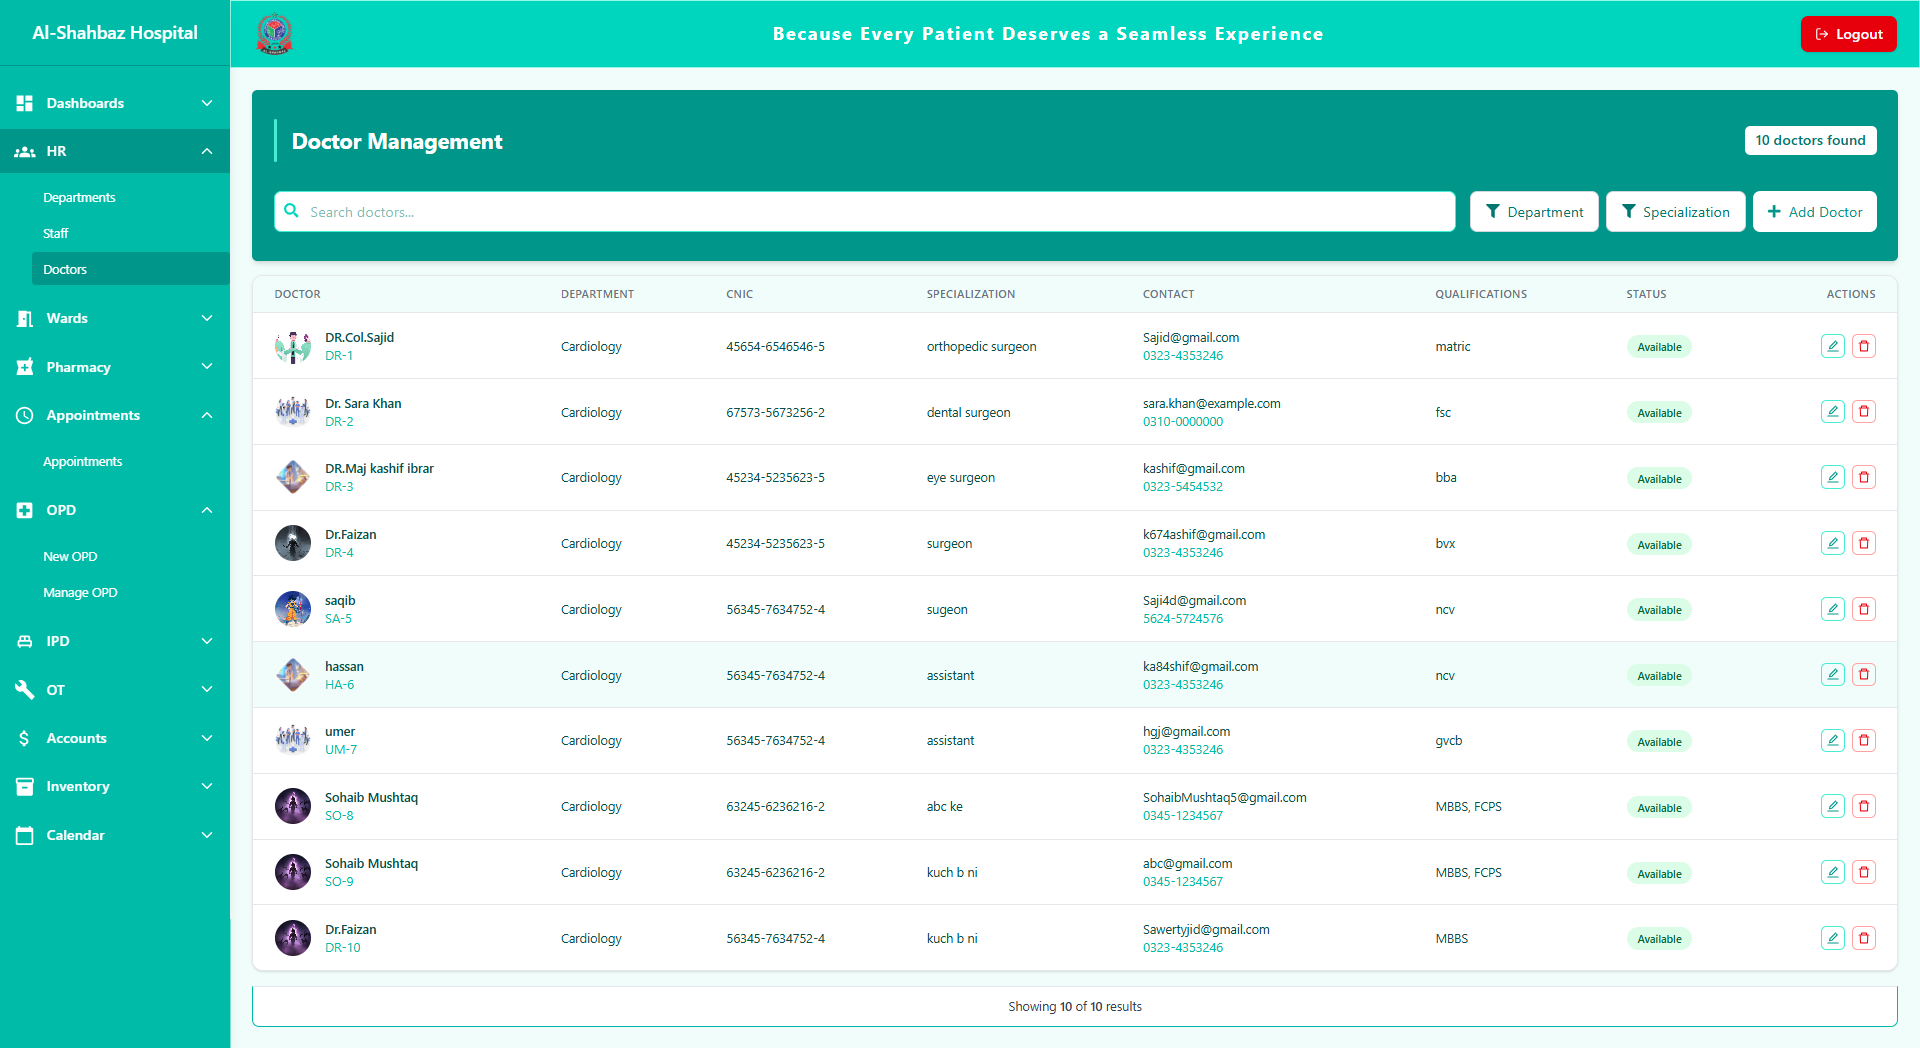 Al-Shahbaz Hospital
Because Every Patient Deserves a Seamless Experience
Logout
Dashboards
HR
Departments
Staff
Doctors
Wards
Pharmacy
Appointments
Appointments
OPD
New OPD
Manage OPD
IPD
OT
Accounts
Inventory
Calendar
Doctor Management
10 doctors found
Search doctors...
Department
Specialization
Add Doctor
DOCTOR DEPARTMENT CNIC SPECIALIZATION CONTACT QUALIFICATIONS STATUS ACTIONS
DR.Col.Sajid
DR-1
Cardiology
45654-6546546-5
orthopedic surgeon
Sajid@gmail.com
0323-4353246
matric
Available
Dr. Sara Khan
DR-2
Cardiology
67573-5673256-2
dental surgeon
sara.khan@example.com
0310-0000000
fsc
Available
DR.Maj kashif ibrar
DR-3
Cardiology
45234-5235623-5
eye surgeon
kashif@gmail.com
0323-5454532
bba
Available
Dr.Faizan
DR-4
Cardiology
45234-5235623-5
surgeon
k674ashif@gmail.com
0323-4353246
bvx
Available
saqib
SA-5
Cardiology
56345-7634752-4
sugeon
Saji4d@gmail.com
5624-5724576
ncv
Available
hassan
HA-6
Cardiology
56345-7634752-4
assistant
ka84shif@gmail.com
0323-4353246
ncv
Available
umer
UM-7
Cardiology
56345-7634752-4
assistant
hgj@gmail.com
0323-4353246
gvcb
Available
Sohaib Mushtaq
SO-8
Cardiology
63245-6236216-2
abc ke
SohaibMushtaq5@gmail.com
0345-1234567
MBBS, FCPS
Available
Sohaib Mushtaq
SO-9
Cardiology
63245-6236216-2
kuch b ni
abc@gmail.com
0345-1234567
MBBS, FCPS
Available
Dr.Faizan
DR-10
Cardiology
56345-7634752-4
kuch b ni
Sawertyjid@gmail.com
0323-4353246
MBBS
Available
Showing 10 of 10 results